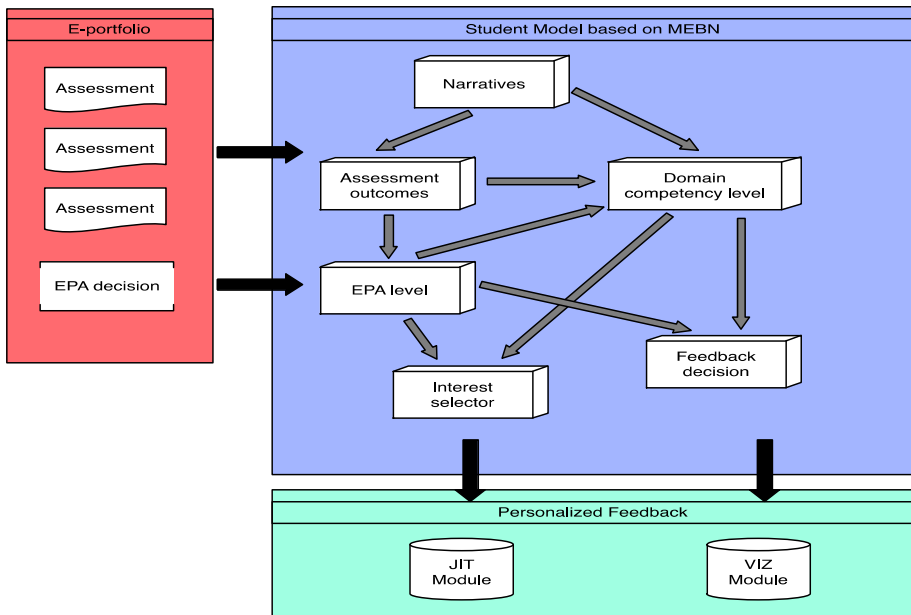 E-portfolio
Assessment
Assessment
Assessment
EPA decision
Student Model based on MEBN
Narratives
Assessment
outcomes
Domain
competency level
EPA level
Feedback
decision
Interest
selector
Personalized Feedback
JIT
Module
VIZ
Module